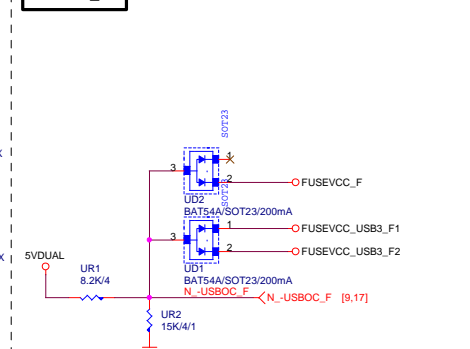 SOT23
1
3
2
FUSEVCC_F
SOT23
UD2
BAT54A/SOT23/200mA
1
FUSEVCC_USB3_F1
3
2
FUSEVCC_USB3_F2
5VDUAL
UD1
UR1
BAT54A/SOT23/200mA
8.2K/4
N_-USBOC_F
N_-USBOC_F [9,17]
UR2
15K/4/1